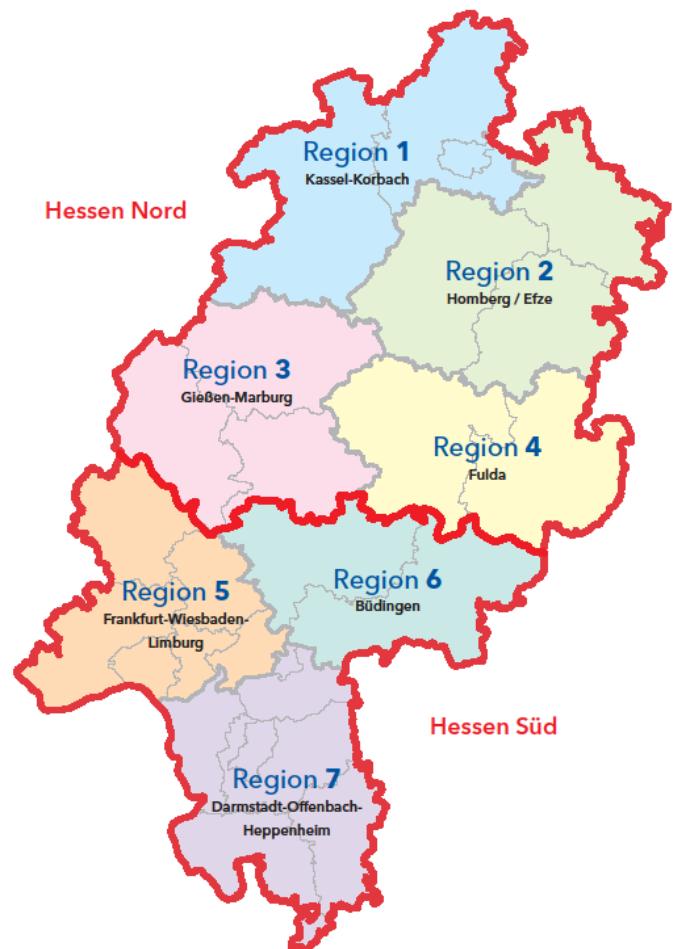 Region 1
Kassel-Korbach
Hessen Nord
Region 2
Homberg / Efze
Region 3
Gießen-Marburg
Region 4
Fulda
Region 5
Frankfurt-Wiesbaden-
Limburg
Region 6
Büdingen
Hessen Süd
Region 7
Darmstadt-Offenbach-
Heppenheim